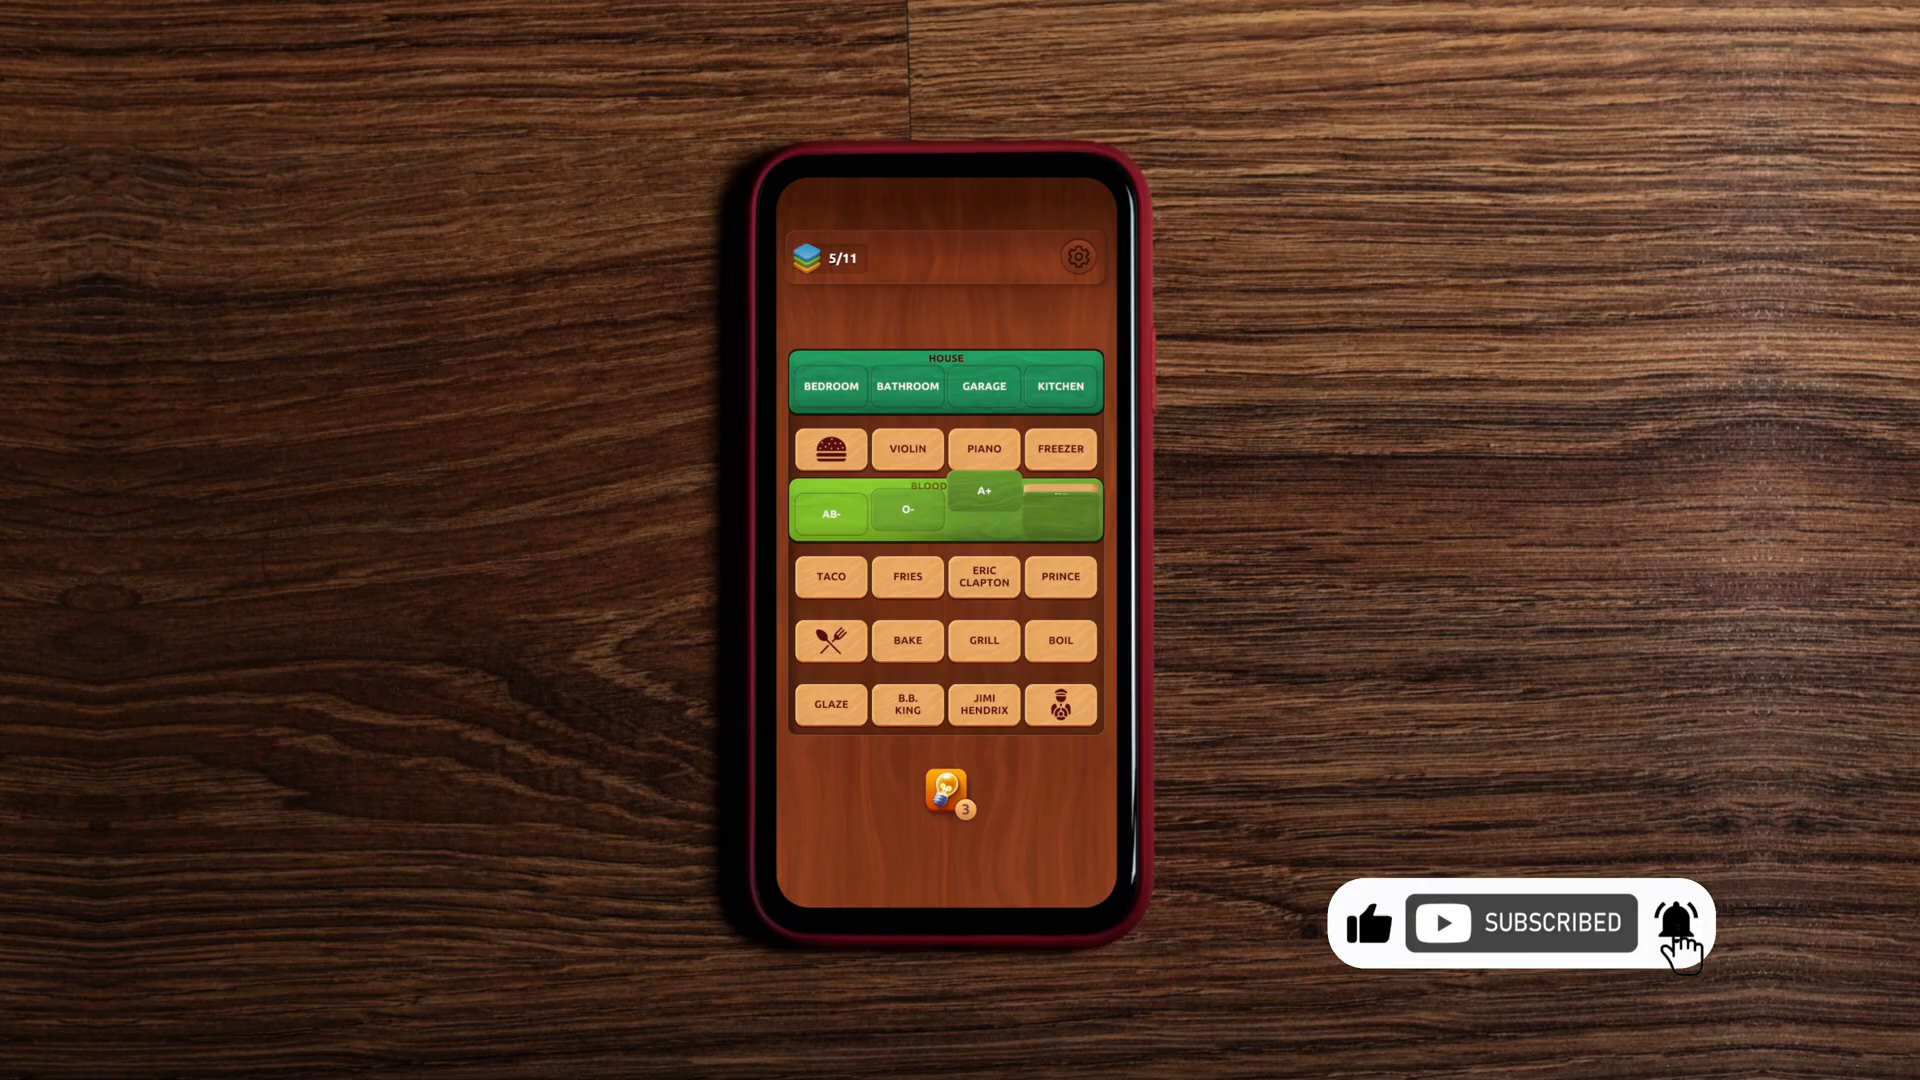 5/11
HOUSE
BEDROOM BATHROOM GARAGE KITCHEN
VIOLIN PIANO FREEZER
BLOOD
A+
AB- O-
TACO FRIES ERIC CLAPTON PRINCE
BAKE GRILL BOIL
GLAZE B.B. KING JIMI HENDRIX
3
SUBSCRIBED